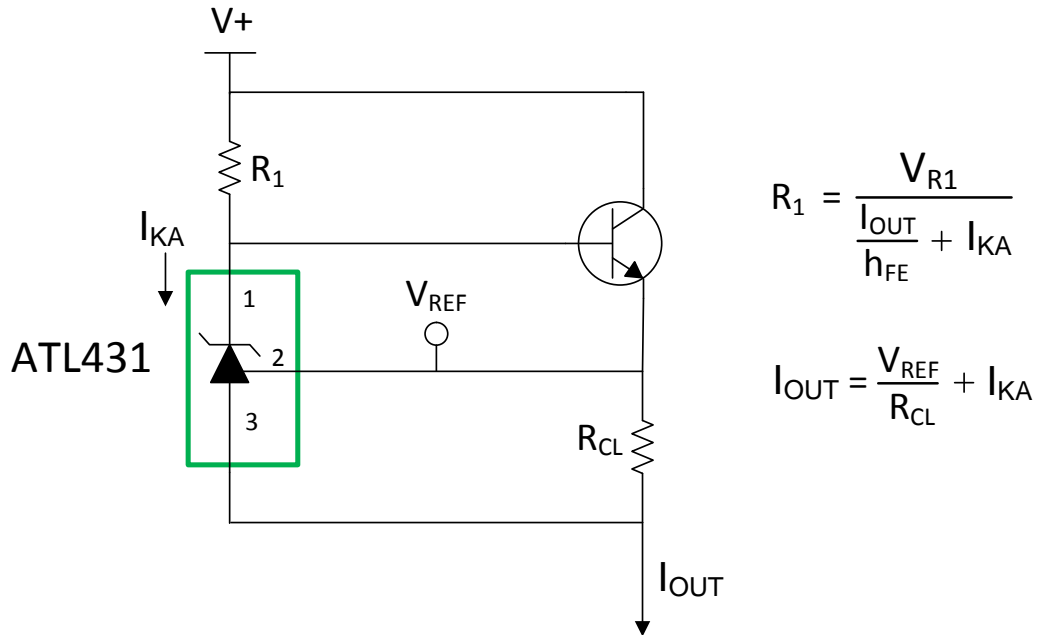 V+
R1
IKA
1
2
3
ATL431
VREF
RCL
IOUT
R1 = VR1 / (IOUT / hFE + IKA)
IOUT = VREF / RCL + IKA